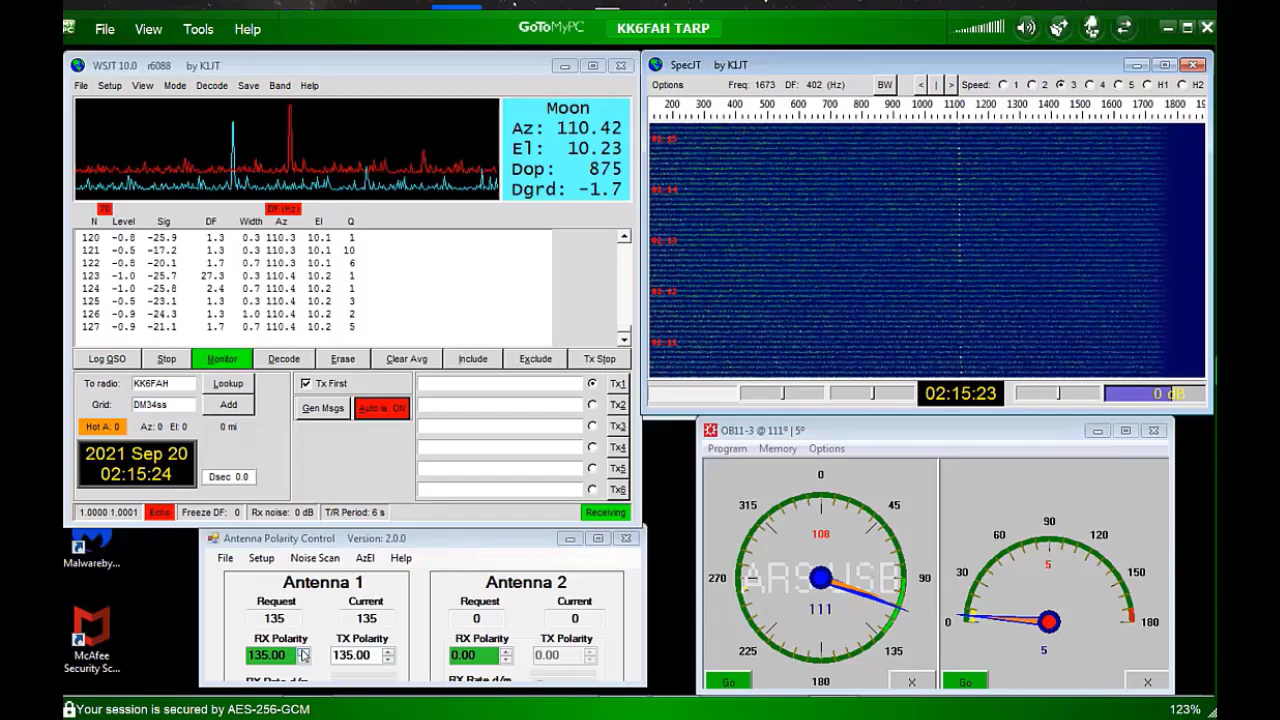 File View Tools Help GoToMyPC KK6FAH TARP
WSJT 10.0 r6088 by K1JT
File Setup View Mode Decode Save Band Help
Moon
Az: 110.42
El: 10.23
Dop: 875
Dgrd: -1.7
70 DF (Hz)
N Level Sig DF Width Az El Q
120 -0.8 -25.9 1.3 0.3 110.3 10.1 1
121 -0.5 -17.2 1.3 0.3 110.3 10.1 10
122 -0.8 -20.1 1.7 0.7 110.3 10.1 6
123 -1.0 -25.7 7.3 0.3 110.4 10.2
124 -1.1 -25.8 1.7 0.3 110.4 10.2
125 -0.5 -23.1 1.3 0.3 110.4 10.2
126 -0.9 -24.3 1.3 0.3 110.4 10.2
127 -0.9 -21.1 1.7 0.7 110.4 10.2
Log QSO Stop Monitor Decode Erase Clear Avg Include Exclude Tx Stop
To radio: KK6FAH Lookup
Grid: DM34ss Add
Hot A: 0 Az: 0 El: 0 0 mi
2021 Sep 20
02:15:24
Dsec 0.0
Tx First
Gen Msgs Auto is ON
Tx1
Tx2
Tx3
Tx4
Tx5
Tx6
1.0000 1.0001 Echo Freeze DF: 0 Rx noise: 0 dB T/R Period: 6 s Receiving
SpecJT by K1JT
Options Freq: 1673 DF: 402 (Hz) BW < | > Speed: 1 2 3 4 5 H1 H2
200 300 400 500 600 700 800 900 1000 1100 1200 1300 1400 1500 1600 1700 1800 1900
02:15:23 0 dB
Malwareby...
McAfee
Security Sc...
Antenna Polarity Control Version: 2.0.0
File Setup Noise Scan AzEl Help
Antenna 1 Antenna 2
Request Current Request Current
135 135 0 0
RX Polarity TX Polarity RX Polarity TX Polarity
135.00 135.00 0.00 0.00
OB11-3 @ 111° | 5°
Program Memory Options
0
45
90
135
180
270
315
108
ARS USB
111
Go X
0
30
60
90
120
150
180
5
5
Go X
Your session is secured by AES-256-GCM 123%